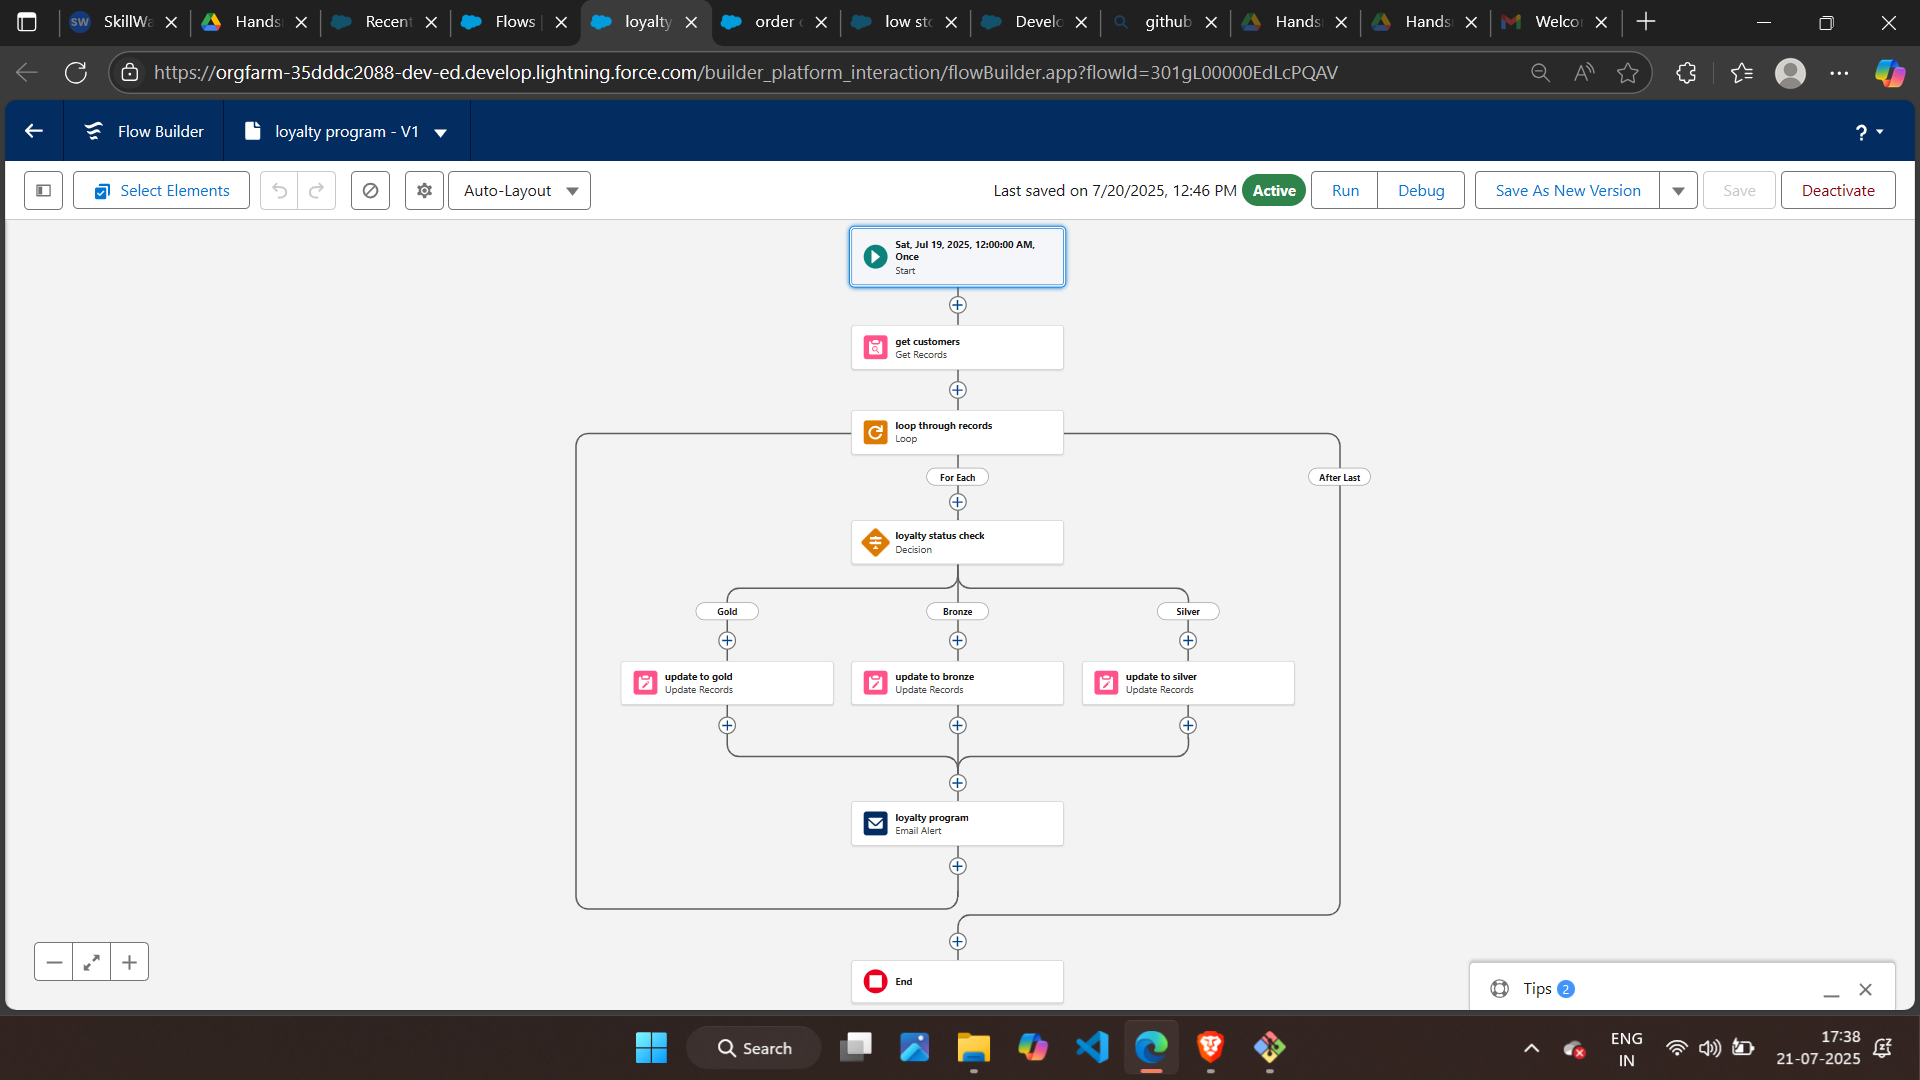 SkillWa
Hands
Recent
Flows |
loyalty
order
low sto
Develo
github
Hands
Hands
Welco
https://orgfarm-35dddc2088-dev-ed.develop.lightning.force.com/builder_platform_interaction/flowBuilder.app?flowId=301gL00000EdLcPQAV
Flow Builder
loyalty program - V1
?
Select Elements
Auto-Layout
Last saved on 7/20/2025, 12:46 PM
Active
Run
Debug
Save As New Version
Save
Deactivate
Sat, Jul 19, 2025, 12:00:00 AM,
Once
Start
get customers
Get Records
loop through records
Loop
For Each
After Last
loyalty status check
Decision
Gold
Bronze
Silver
update to gold
Update Records
update to bronze
Update Records
update to silver
Update Records
loyalty program
Email Alert
End
Tips 2
Search
ENG
IN
17:38
21-07-2025